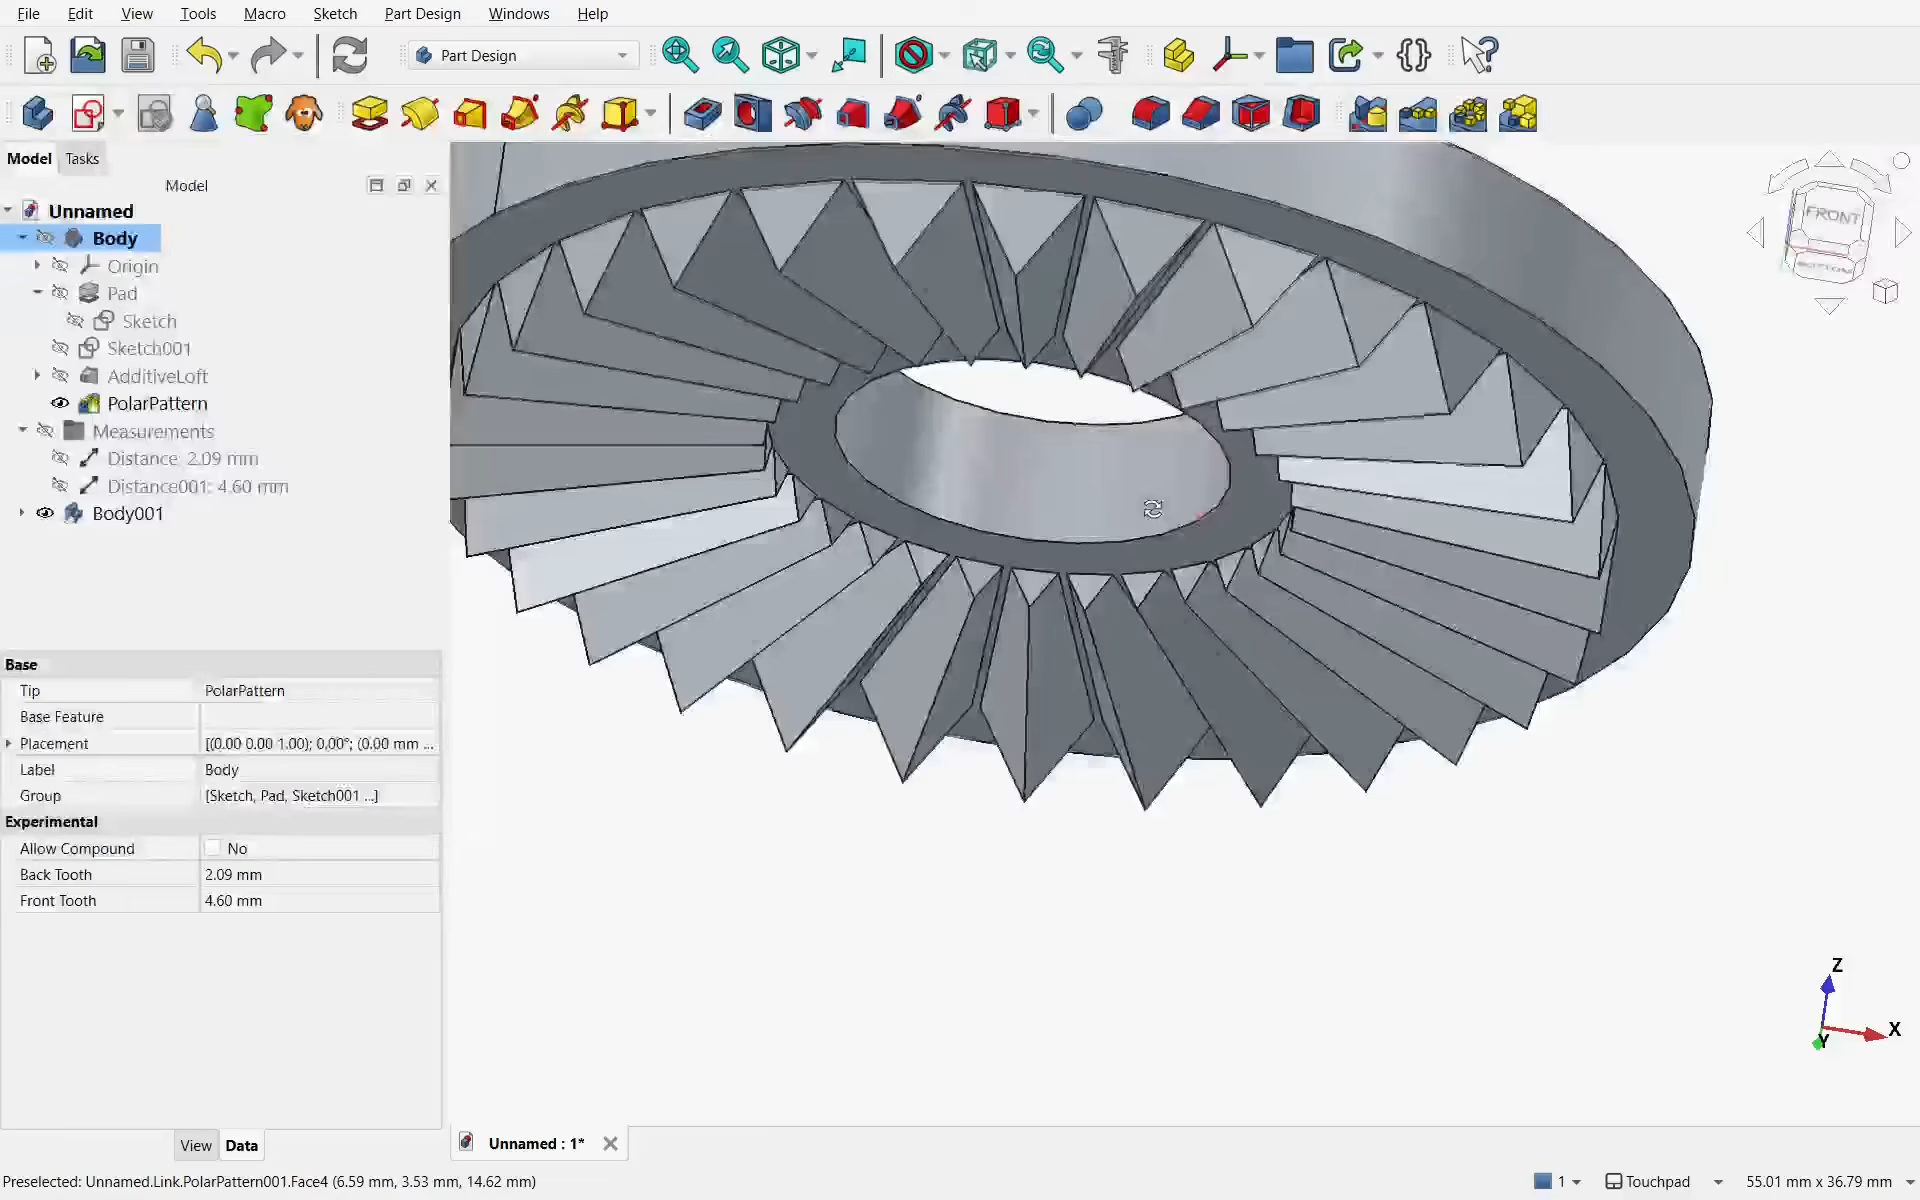 File Edit View Tools Macro Sketch Part Design Windows Help
Part Design
Model Tasks
Model
Unnamed
Body
Origin
Pad
Sketch
Sketch001
AdditiveLoft
PolarPattern
Measurements
Distance: 2.09 mm
Distance001: 4.60 mm
Body001
Base
Tip PolarPattern
Base Feature
Placement [(0.00 0.00 1.00); 0.00°; (0.00 mm ...
Label Body
Group [Sketch, Pad, Sketch001 ...]
Experimental
Allow Compound No
Back Tooth 2.09 mm
Front Tooth 4.60 mm
View Data
FRONT
BOTTOM
Z
X
Y
Unnamed : 1*
Preselected: Unnamed.Link.PolarPattern001.Face4 (6.59 mm, 3.53 mm, 14.62 mm)
1 Touchpad 55.01 mm x 36.79 mm